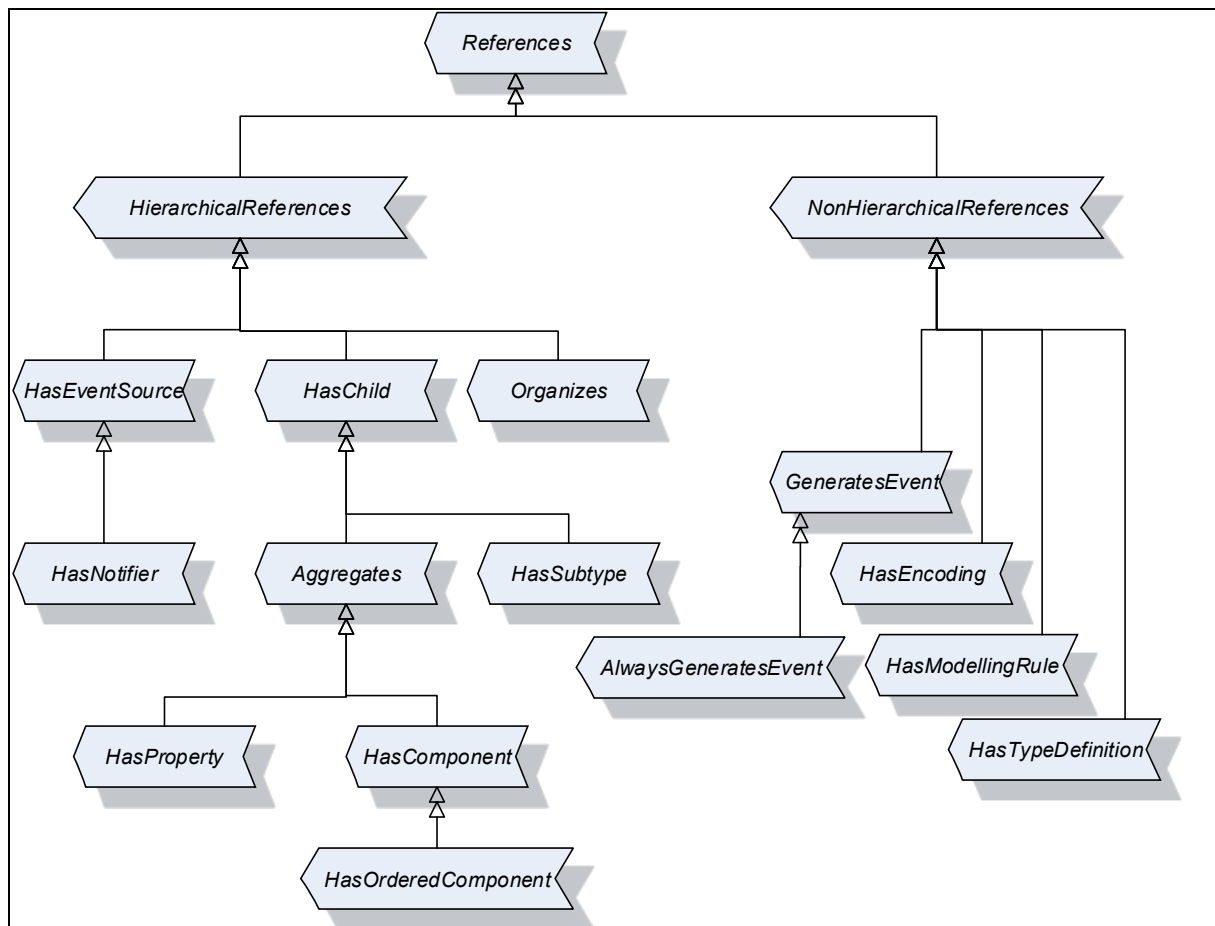 References
HierarchicalReferences
NonHierarchicalReferences
HasEventSource
HasChild
Organizes
GeneratesEvent
HasNotifier
Aggregates
HasSubtype
HasEncoding
AlwaysGeneratesEvent
HasModellingRule
HasProperty
HasComponent
HasTypeDefinition
HasOrderedComponent